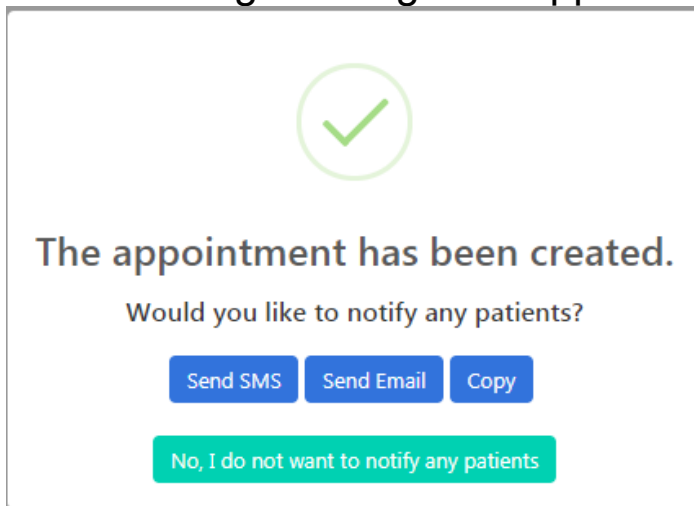 The appointment has been created.
Would you like to notify any patients?
Send SMS Send Email Copy
No, I do not want to notify any patients